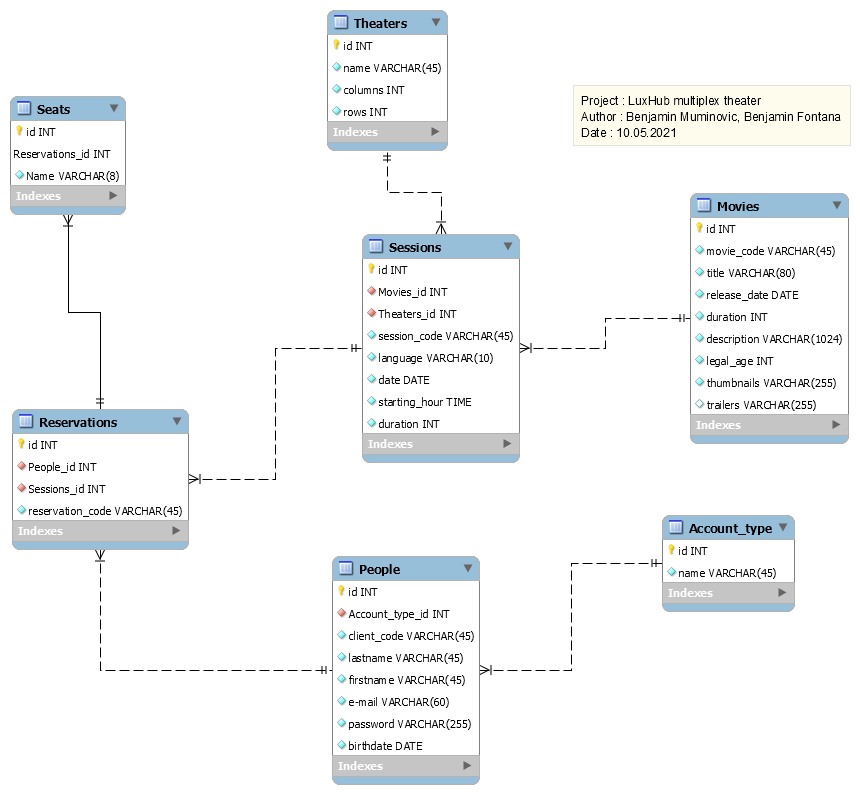 Theaters
id INT
name VARCHAR(45)
columns INT
rows INT
Indexes
Seats
id INT
Reservations_id INT
Name VARCHAR(8)
Indexes
Project : LuxHub multiplex theater
Author : Benjamin Muminovic, Benjamin Fontana
Date : 10.05.2021
Sessions
id INT
Movies_id INT
Theaters_id INT
session_code VARCHAR(45)
language VARCHAR(10)
date DATE
starting_hour TIME
duration INT
Indexes
Movies
id INT
movie_code VARCHAR(45)
title VARCHAR(80)
release_date DATE
duration INT
description VARCHAR(1024)
legal_age INT
thumbnails VARCHAR(255)
trailers VARCHAR(255)
Indexes
Reservations
id INT
People_id INT
Sessions_id INT
reservation_code VARCHAR(45)
Indexes
People
id INT
Account_type_id INT
client_code VARCHAR(45)
lastname VARCHAR(45)
firstname VARCHAR(45)
e-mail VARCHAR(60)
password VARCHAR(255)
birthdate DATE
Indexes
Account_type
id INT
name VARCHAR(45)
Indexes